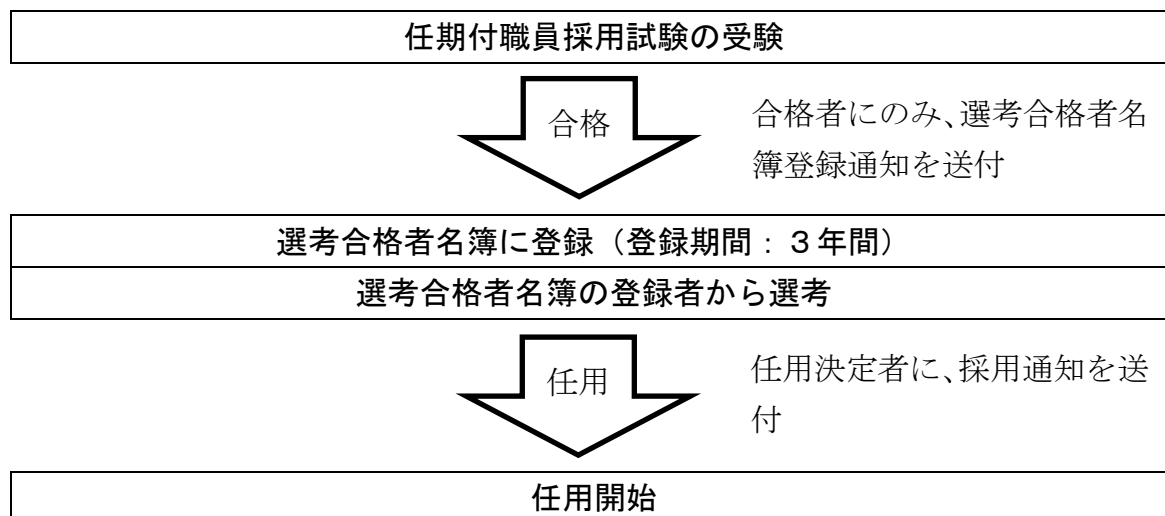 任期付職員採用試験の受験
合格
合格者にのみ、選考合格者名
簿登録通知を送付
選考合格者名簿に登録（登録期間：３年間）
選考合格者名簿の登録者から選考
任用
任用決定者に、採用通知を送
付
任用開始